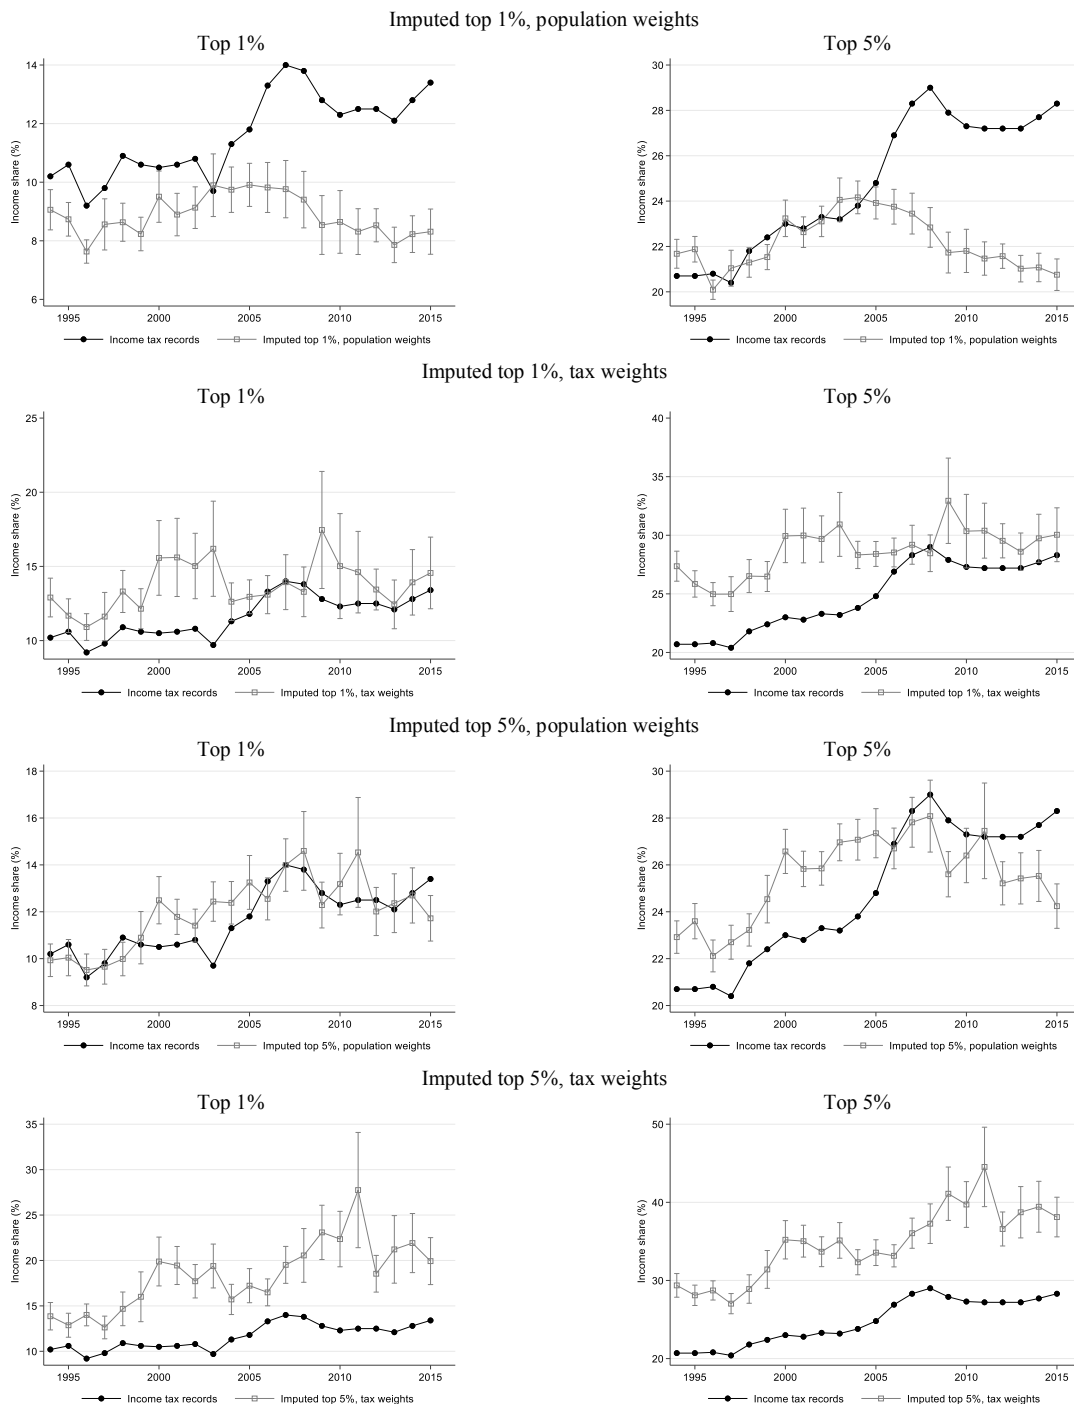 Imputed top 1%, population weights
Top 1%
Top 5%
Income share (%)
14
12
10
8
6
1995
2000
2005
2010
2015
Income tax records
Imputed top 1%, population weights
Income share (%)
30
28
26
24
22
20
1995
2000
2005
2010
2015
Income tax records
Imputed top 1%, population weights
Imputed top 1%, tax weights
Top 1%
Top 5%
Income share (%)
25
20
15
10
1995
2000
2005
2010
2015
Income tax records
Imputed top 1%, tax weights
Income share (%)
40
35
30
25
20
1995
2000
2005
2010
2015
Income tax records
Imputed top 1%, tax weights
Imputed top 5%, population weights
Top 1%
Top 5%
Income share (%)
18
16
14
12
10
8
1995
2000
2005
2010
2015
Income tax records
Imputed top 5%, population weights
Income share (%)
30
28
26
24
22
20
1995
2000
2005
2010
2015
Income tax records
Imputed top 5%, population weights
Imputed top 5%, tax weights
Top 1%
Top 5%
Income share (%)
35
30
25
20
15
10
1995
2000
2005
2010
2015
Income tax records
Imputed top 5%, tax weights
Income share (%)
50
40
30
20
1995
2000
2005
2010
2015
Income tax records
Imputed top 5%, tax weights